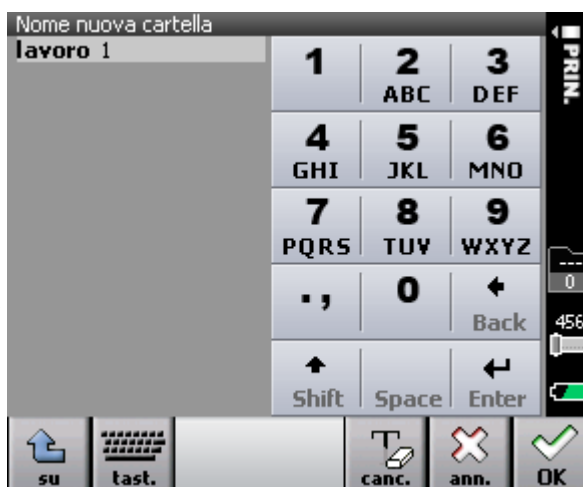 Nome nuova cartella
lavoro 1
1 2 3
ABC DEF
4 5 6
GHI JKL MNO
7 8 9
PQRS TUV WXYZ
., 0
Back
Shift Space Enter
PRIN.
---
0
456
su tast. canc. ann. OK